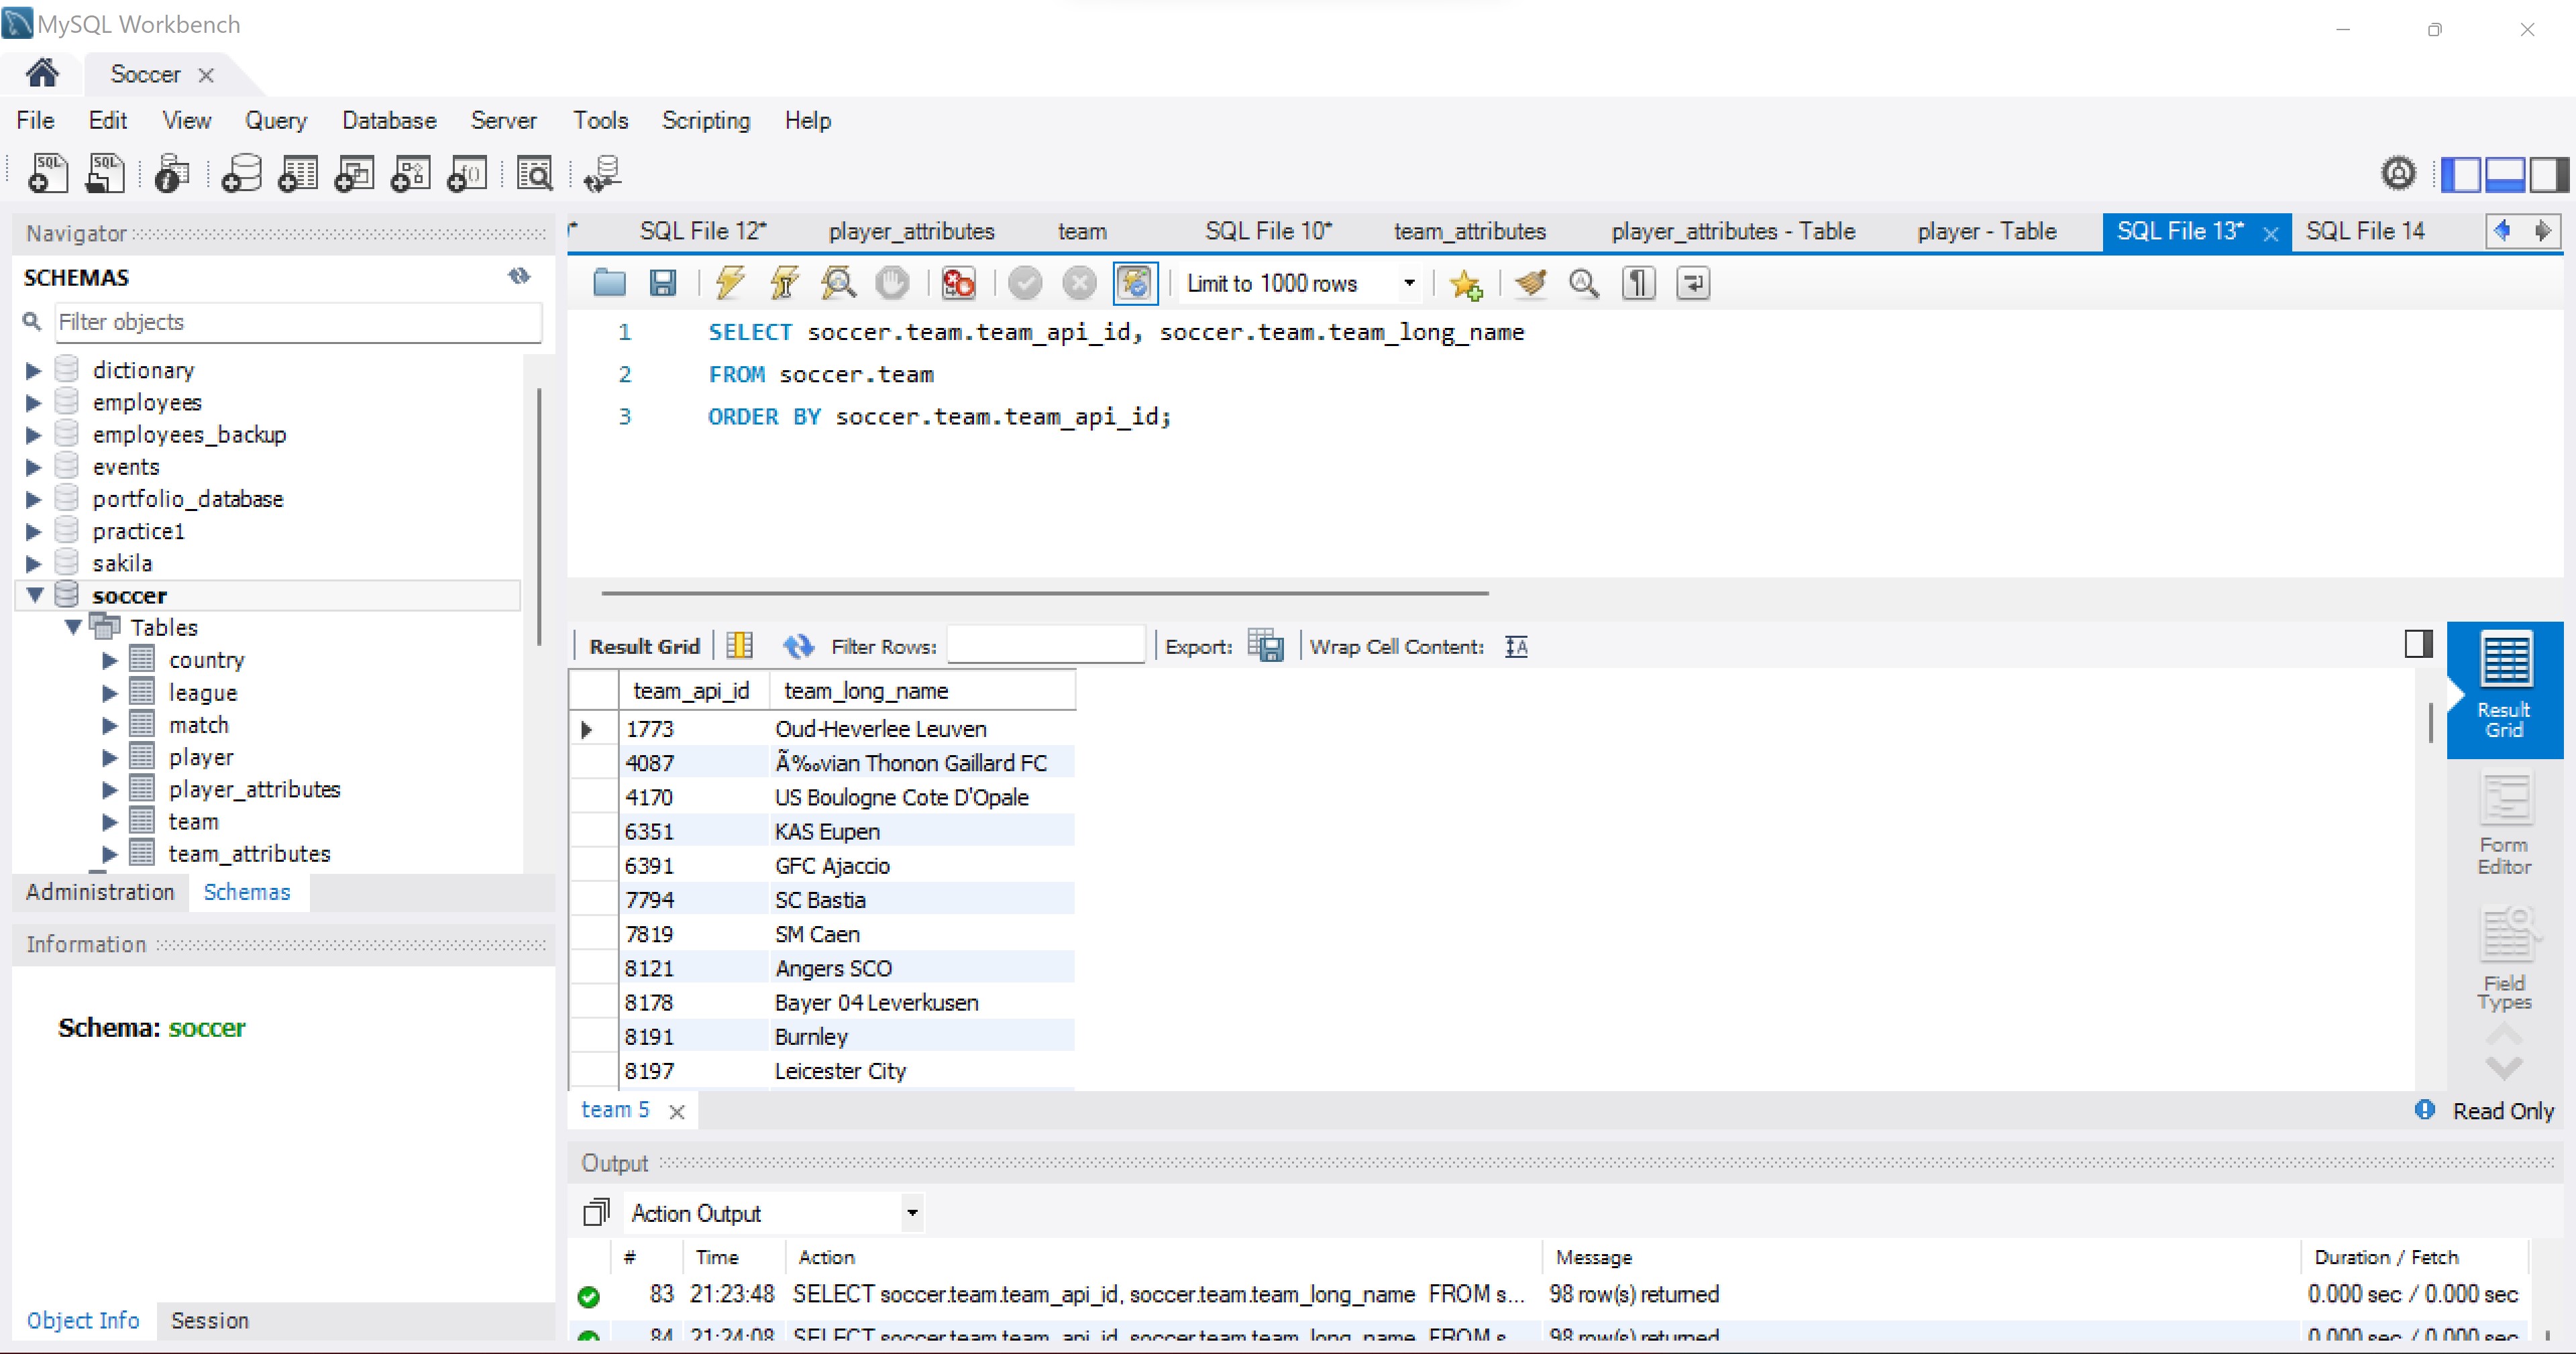 MySQL Workbench
Soccer
File Edit View Query Database Server Tools Scripting Help
Navigator
SCHEMAS
Filter objects
dictionary
employees
employees_backup
events
portfolio_database
practice1
sakila
soccer
Tables
country
league
match
player
player_attributes
team
team_attributes
Administration Schemas
Information
Schema: soccer
Object Info Session
SQL File 12* player_attributes team SQL File 10* team_attributes player_attributes - Table player - Table SQL File 13* SQL File 14
Limit to 1000 rows
1 SELECT soccer.team.team_api_id, soccer.team.team_long_name
2 FROM soccer.team
3 ORDER BY soccer.team.team_api_id;
Result Grid Filter Rows: Export: Wrap Cell Content:
team_api_id team_long_name
1773 Oud-Heverlee Leuven
4087 Ã‰vian Thonon Gaillard FC
4170 US Boulogne Cote D'Opale
6351 KAS Eupen
6391 GFC Ajaccio
7794 SC Bastia
7819 SM Caen
8121 Angers SCO
8178 Bayer 04 Leverkusen
8191 Burnley
8197 Leicester City
Result
Grid
Form
Editor
Field
Types
team 5
Read Only
Output
Action Output
# Time Action Message Duration / Fetch
83 21:23:48 SELECT soccer.team.team_api_id, soccer.team.team_long_name FROM s... 98 row(s) returned 0.000 sec / 0.000 sec
84 21:24:08 SELECT soccer.team.team_api_id, soccer.team.team_long_name FROM s... 98 row(s) returned 0.000 sec / 0.000 sec